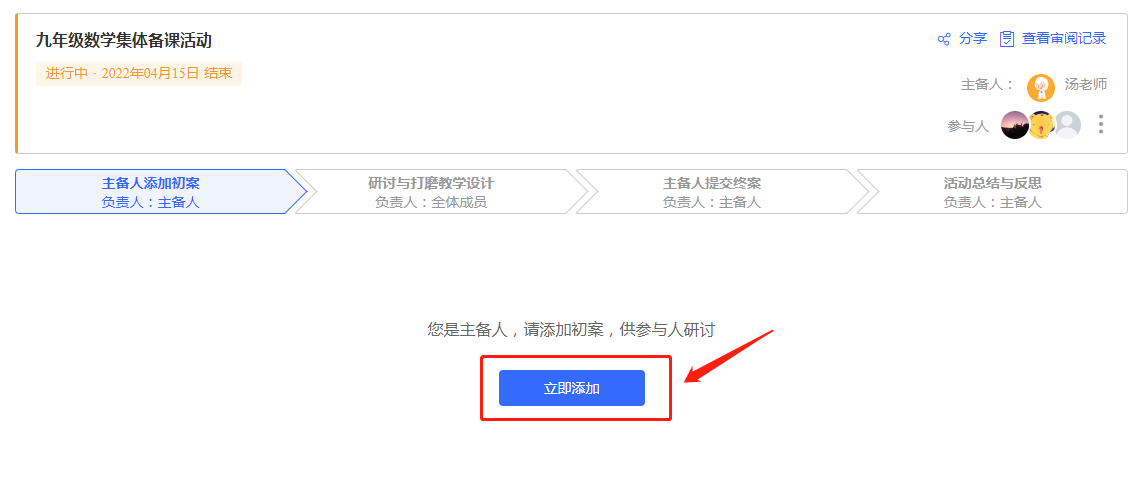 九年级数学集体备课活动
分享 查看审阅记录
进行中 · 2022年04月15日 结束
主备人： 汤老师
参与人
主备人添加初案
负责人：主备人
研讨与打磨教学设计
负责人：全体成员
主备人提交终案
负责人：主备人
活动总结与反思
负责人：主备人
您是主备人，请添加初案，供参与人研讨
立即添加